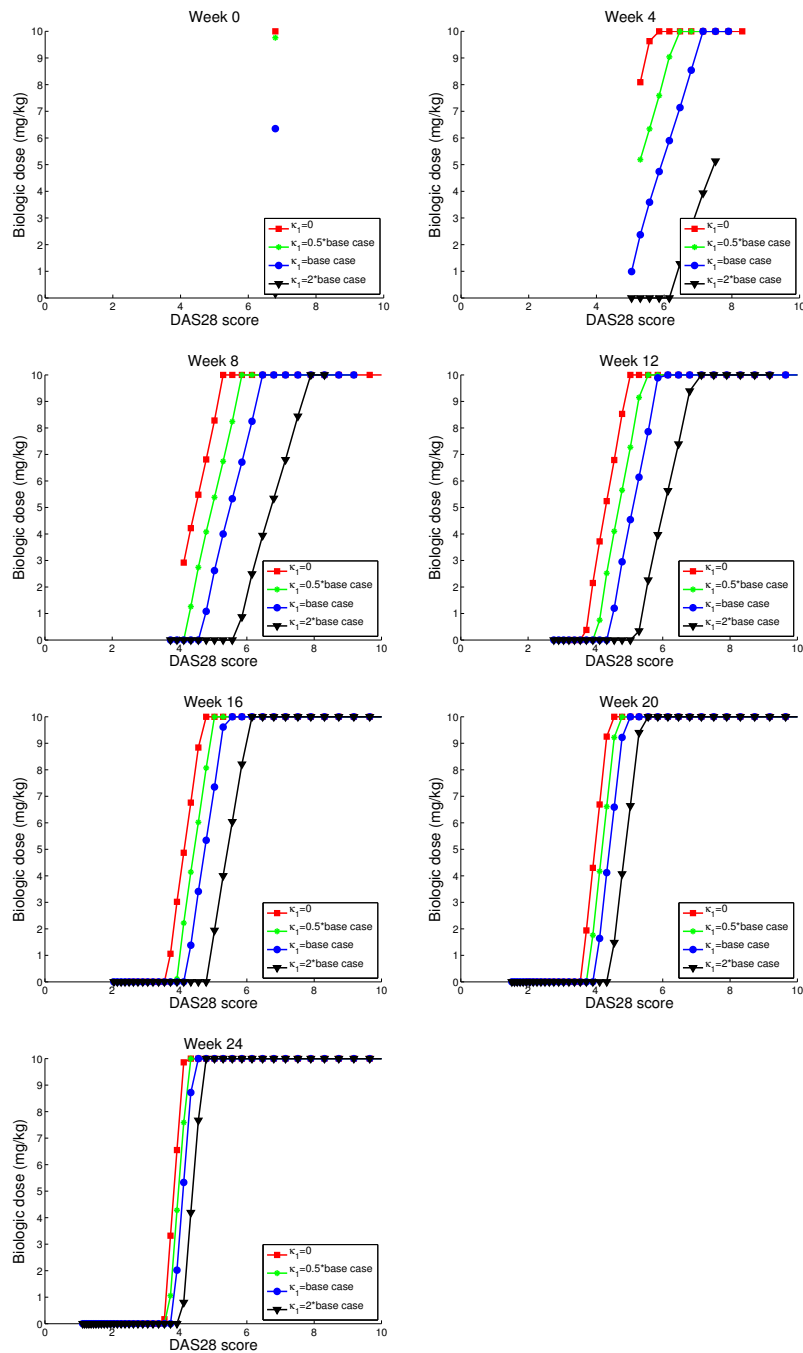 Week 0
10
9
8
7
6
5
4
3
2
1
0
Biologic dose (mg/kg)
κ1=0
κ1=0.5*base case
κ1=base case
κ1=2*base case
0 2 4 6 8 10
DAS28 score
Week 4
10
9
8
7
6
5
4
3
2
1
0
Biologic dose (mg/kg)
κ1=0
κ1=0.5*base case
κ1=base case
κ1=2*base case
0 2 4 6 8 10
DAS28 score
Week 8
10
9
8
7
6
5
4
3
2
1
0
Biologic dose (mg/kg)
κ1=0
κ1=0.5*base case
κ1=base case
κ1=2*base case
0 2 4 6 8 10
DAS28 score
Week 12
10
9
8
7
6
5
4
3
2
1
0
Biologic dose (mg/kg)
κ1=0
κ1=0.5*base case
κ1=base case
κ1=2*base case
0 2 4 6 8 10
DAS28 score
Week 16
10
9
8
7
6
5
4
3
2
1
0
Biologic dose (mg/kg)
κ1=0
κ1=0.5*base case
κ1=base case
κ1=2*base case
0 2 4 6 8 10
DAS28 score
Week 20
10
9
8
7
6
5
4
3
2
1
0
Biologic dose (mg/kg)
κ1=0
κ1=0.5*base case
κ1=base case
κ1=2*base case
0 2 4 6 8 10
DAS28 score
Week 24
10
9
8
7
6
5
4
3
2
1
0
Biologic dose (mg/kg)
κ1=0
κ1=0.5*base case
κ1=base case
κ1=2*base case
0 2 4 6 8 10
DAS28 score